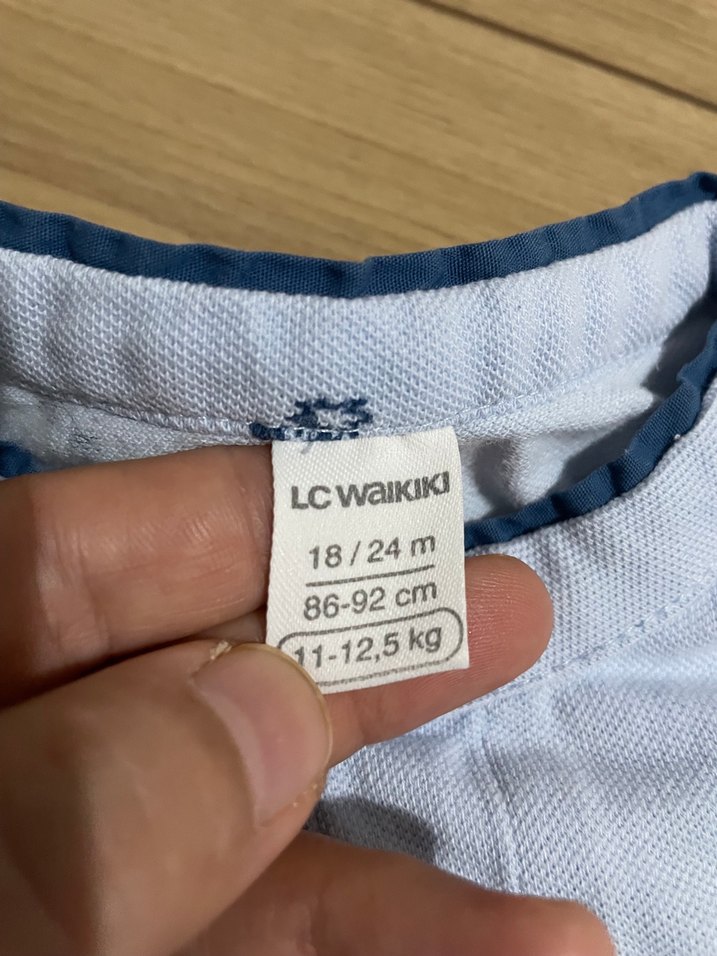 LC WAIKIKI
18 / 24 m
86-92 cm
11-12,5 kg